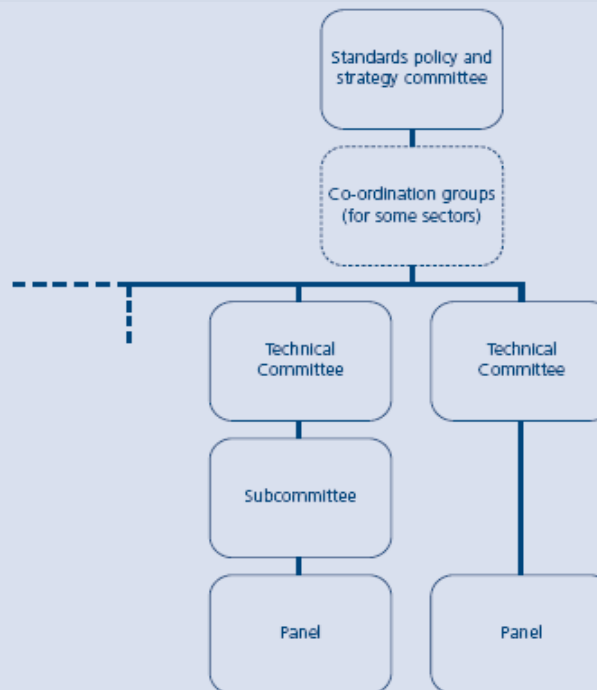 Standards policy and
strategy committee
Co-ordination groups
(for some sectors)
Technical
Committee
Technical
Committee
Subcommittee
Panel
Panel